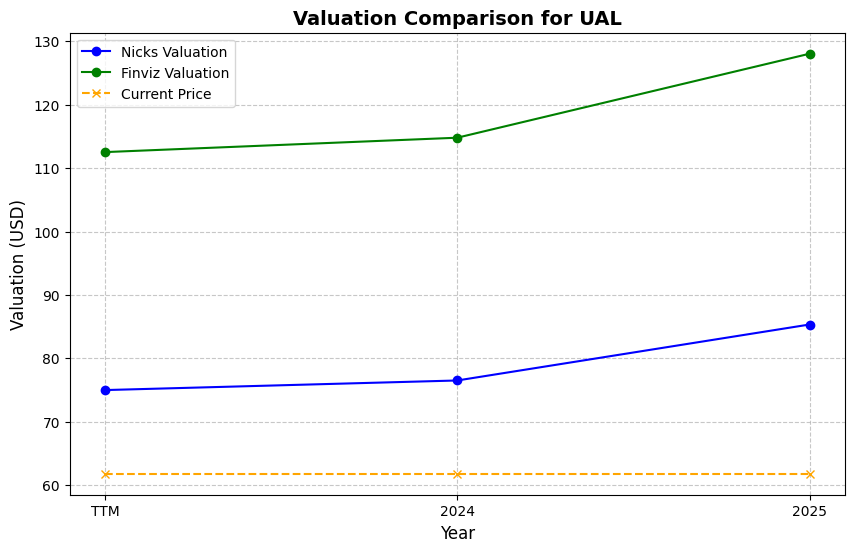 Valuation Comparison for UAL
Nicks Valuation
Finviz Valuation
Current Price
Valuation (USD)
130
120
110
100
90
80
70
60
TTM
2024
2025
Year